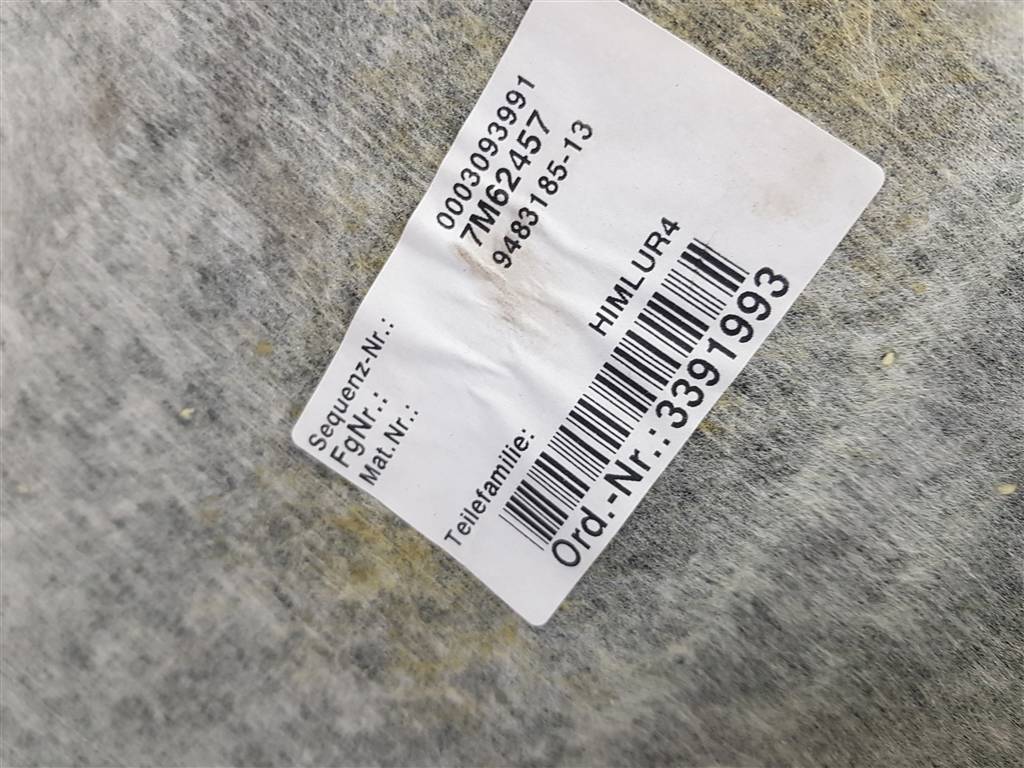 Sequenz-Nr.: 0003093991
FgNr.: 7M62457
Mat.Nr.: 9483185-13
Teilefamilie: HIMLUR4
Ord.-Nr.:3391993